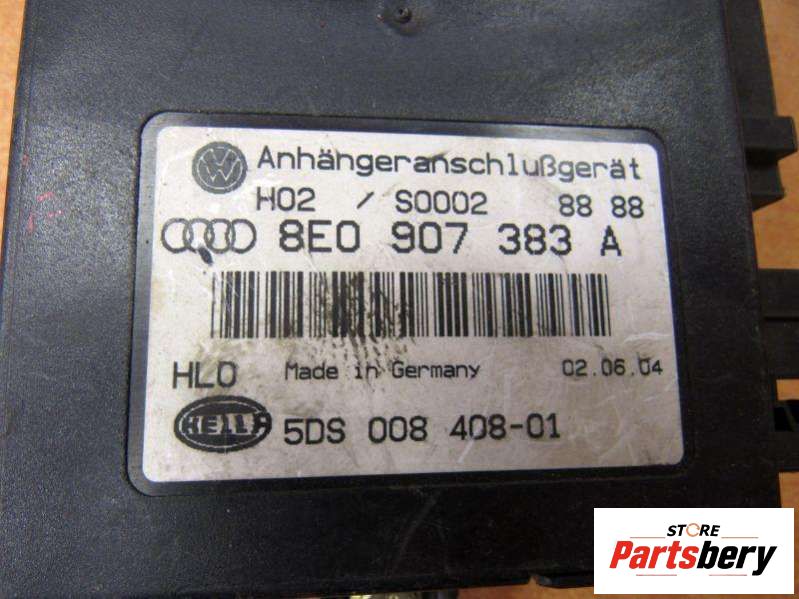 Anhängeranschlußgerät
H02 / S0002 88 88
8E0 907 383 A
HLO Made in Germany 02.06.04
HELLA 5DS 008 408-01
STORE
Partsbery